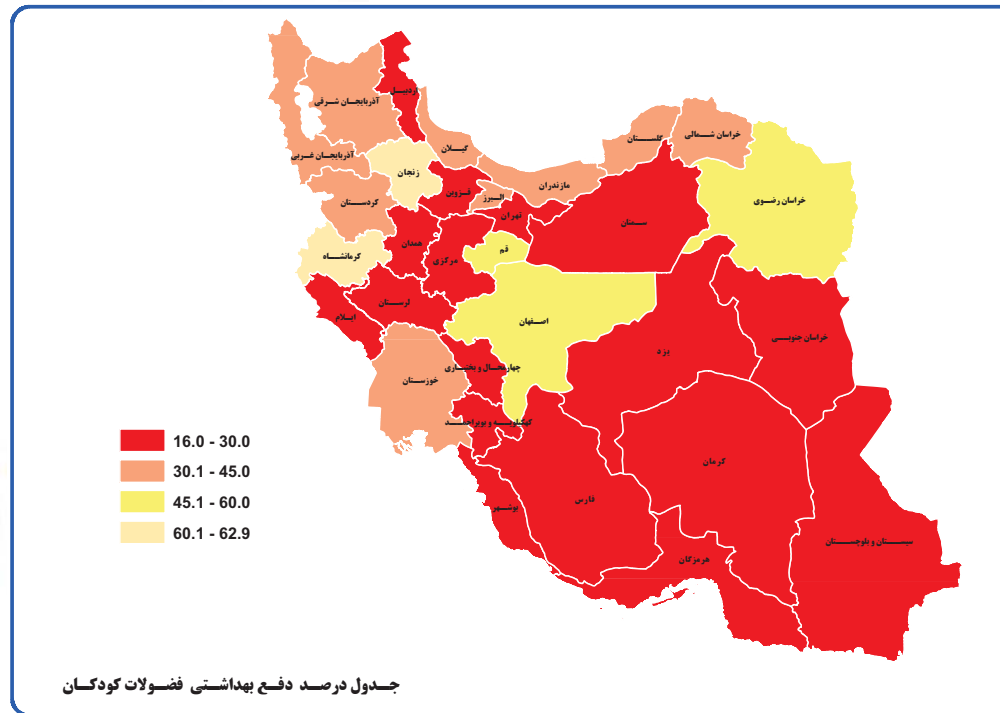 اردبیل
آذربایجان شرقی
گیلان
آذربایجان غربی
زنجان
کردستان
قزوین
البرز
مازندران
گلستان
خراسان شمالی
خراسان رضوی
تهران
سمنان
کرمانشاه
همدان
مرکزی
قم
ایلام
لرستان
اصفهان
یزد
خراسان جنوبی
چهارمحال و بختیاری
خوزستان
کهگیلویه و بویراحمد
کرمان
فارس
بوشهر
هرمزگان
سیستان و بلوچستان
16.0 - 30.0
30.1 - 45.0
45.1 - 60.0
60.1 - 62.9
جدول درصد دفع بهداشتی فضولات کودکان